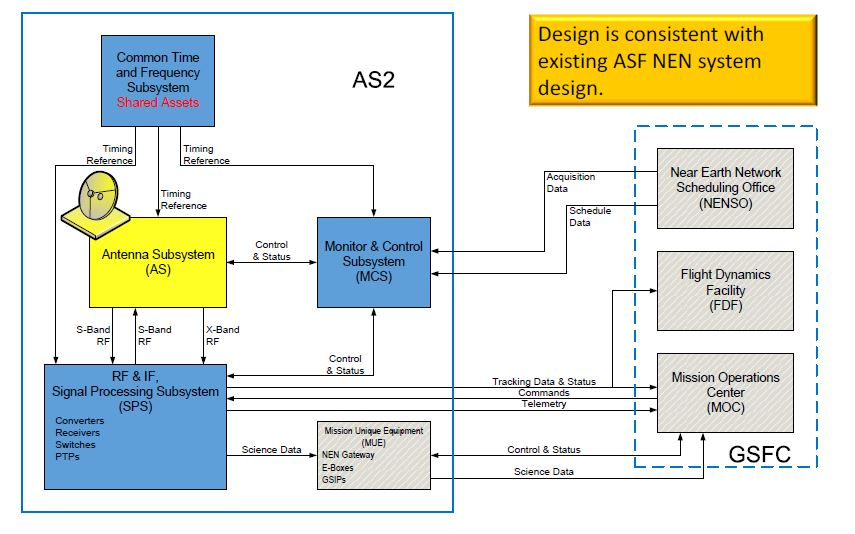 Design is consistent with
existing ASF NEN system
design.
AS2
Common Time
and Frequency
Subsystem
Shared Assets
Timing
Reference
Timing
Reference
Timing
Reference
Antenna Subsystem
(AS)
Control
& Status
Monitor & Control
Subsystem
(MCS)
Acquisition
Data
Schedule
Data
Near Earth Network
Scheduling Office
(NENSO)
Flight Dynamics
Facility
(FDF)
S-Band
RF
S-Band
RF
X-Band
RF
Control
& Status
RF & IF,
Signal Processing Subsystem
(SPS)
Converters
Receivers
Switches
PTPs
Tracking Data & Status
Commands
Telemetry
Mission Operations
Center
(MOC)
Science Data
Mission Unique Equipment
(MUE)
NEN Gateway
E-Boxes
GSIPs
Control & Status
Science Data
GSFC